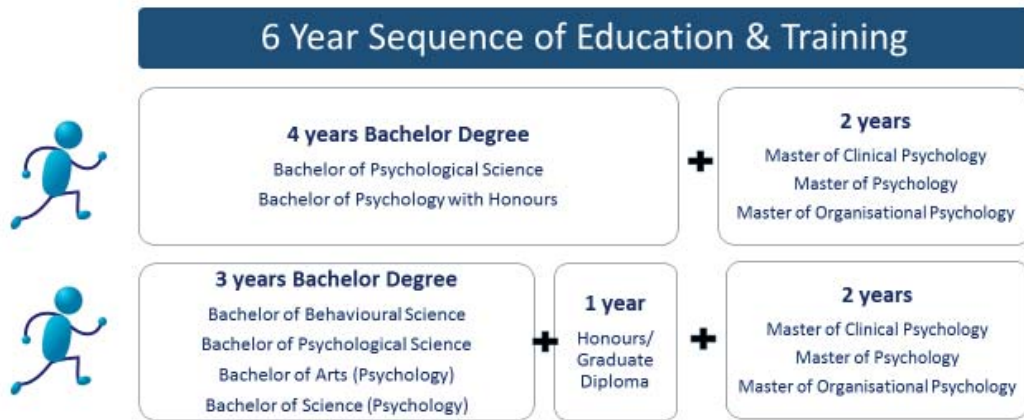 6 Year Sequence of Education & Training
4 years Bachelor Degree
Bachelor of Psychological Science
Bachelor of Psychology with Honours
2 years
Master of Clinical Psychology
Master of Psychology
Master of Organisational Psychology
3 years Bachelor Degree
Bachelor of Behavioural Science
Bachelor of Psychological Science
Bachelor of Arts (Psychology)
Bachelor of Science (Psychology)
1 year
Honours/
Graduate
Diploma
2 years
Master of Clinical Psychology
Master of Psychology
Master of Organisational Psychology